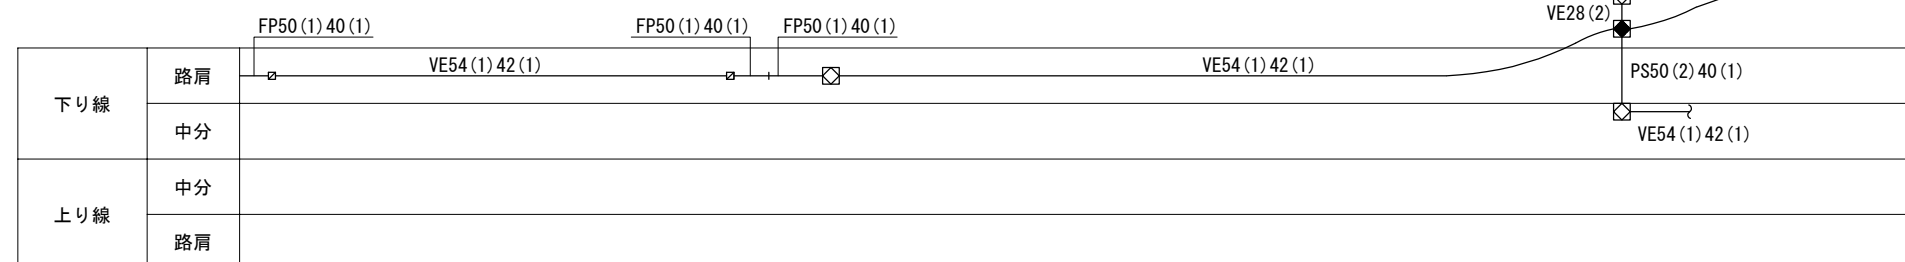 VE28(2)
FP50(1)40(1)
FP50(1)40(1)
FP50(1)40(1)
下り線
路肩
VE54(1)42(1)
VE54(1)42(1)
PS50(2)40(1)
中分
VE54(1)42(1)
上り線
中分
路肩